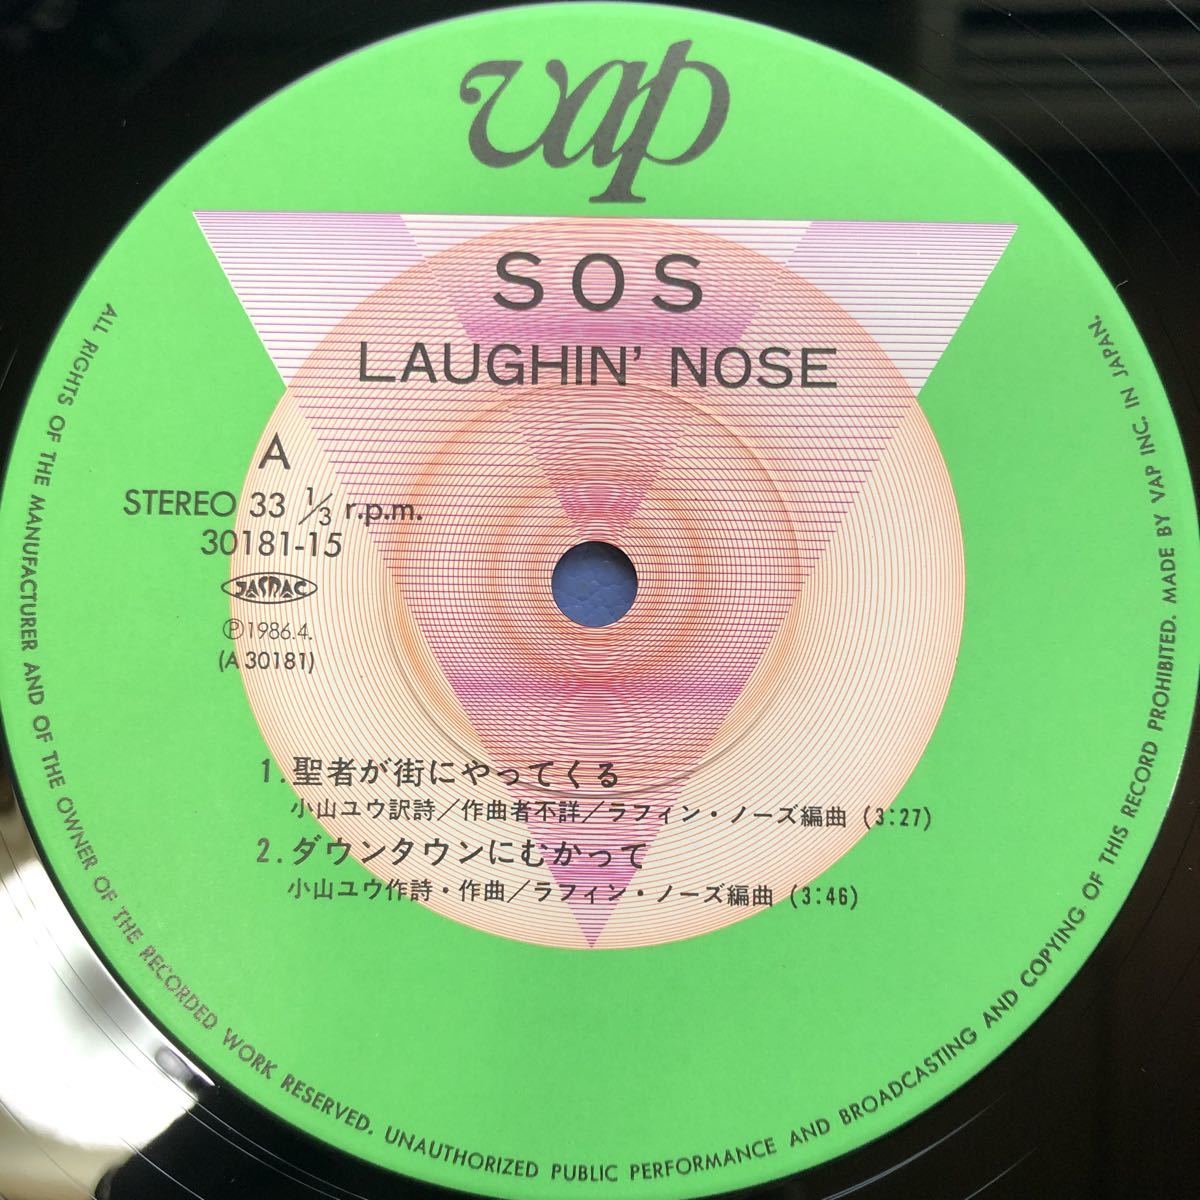 vap
SOS
LAUGHIN' NOSE
A
STEREO 33 1/3 r.p.m.
30181-15
JASRAC
Ⓟ1986.4.
(A 30181)
1.聖者が街にやってくる
小山ユウ訳詩／作曲者不詳／ラフィン・ノーズ編曲 (3:27)
2.ダウンタウンにむかって
小山ユウ作詩・作曲／ラフィン・ノーズ編曲 (3:46)
ALL RIGHTS OF THE MANUFACTURER AND OF THE OWNER OF THE RECORDED WORK RESERVED. UNAUTHORIZED PUBLIC PERFORMANCE AND BROADCASTING AND COPYING OF THIS RECORD PROHIBITED. MADE BY VAP INC. IN JAPAN.